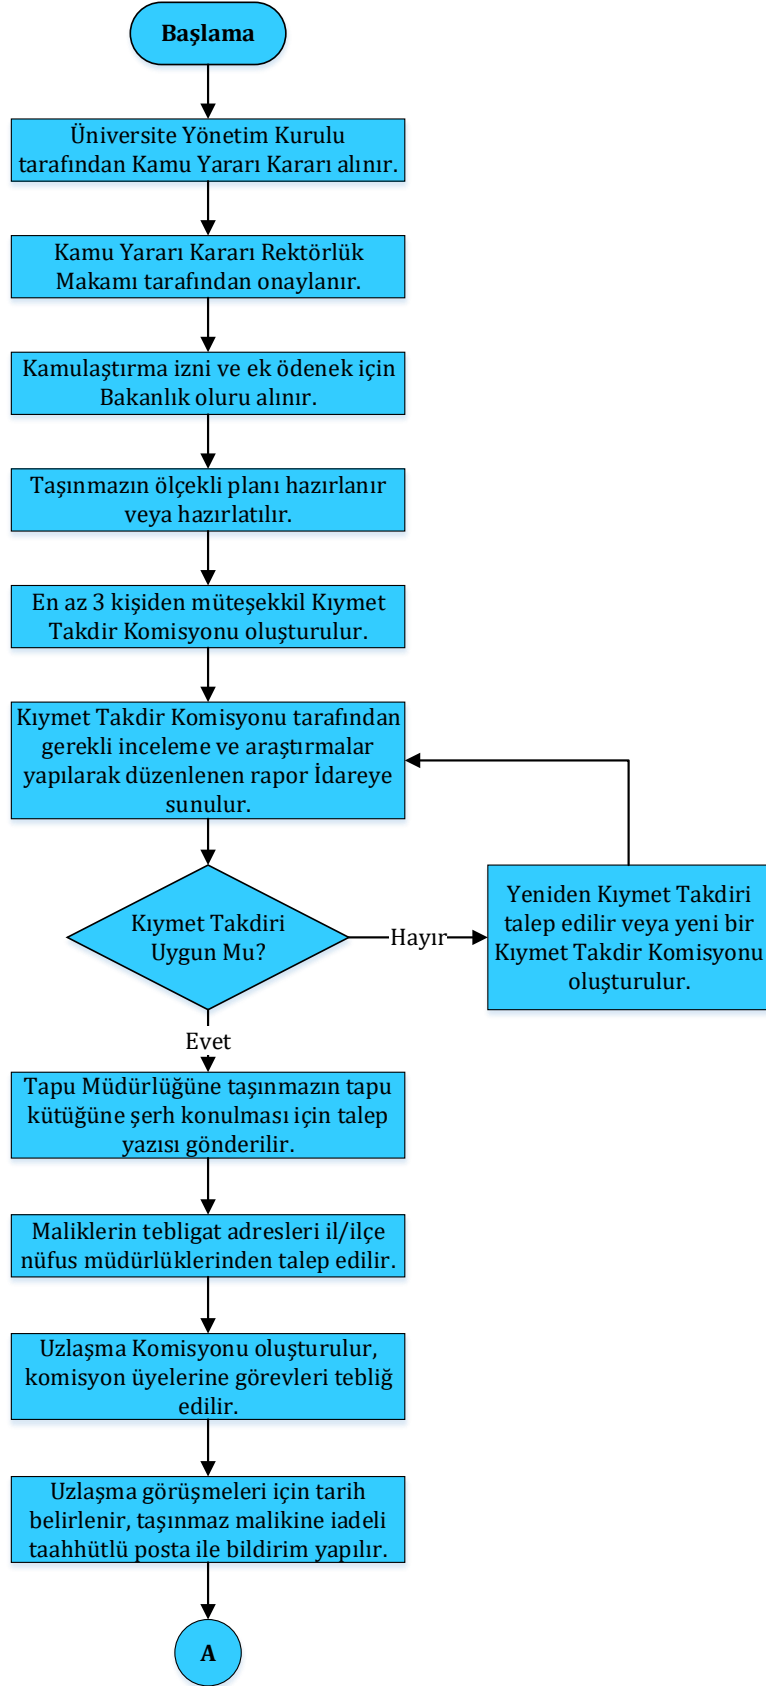 Başlama
Üniversite Yönetim Kurulu
tarafından Kamu Yararı Kararı alınır.
Kamu Yararı Kararı Rektörlük
Makamı tarafından onaylanır.
Kamulaştırma izni ve ek ödenek için
Bakanlık oluru alınır.
Taşınmazın ölçekli planı hazırlanır
veya hazırlatılır.
En az 3 kişiden müteşekkil Kıymet
Takdir Komisyonu oluşturulur.
Kıymet Takdir Komisyonu tarafından
gerekli inceleme ve araştırmalar
yapılarak düzenlenen rapor İdareye
sunulur.
Kıymet Takdiri
Uygun Mu?
Hayır
Yeniden Kıymet Takdiri
talep edilir veya yeni bir
Kıymet Takdir Komisyonu
oluşturulur.
Evet
Tapu Müdürlüğüne taşınmazın tapu
kütüğüne şerh konulması için talep
yazısı gönderilir.
Maliklerin tebligat adresleri il/ilçe
nüfus müdürlüklerinden talep edilir.
Uzlaşma Komisyonu oluşturulur,
komisyon üyelerine görevleri tebliğ
edilir.
Uzlaşma görüşmeleri için tarih
belirlenir, taşınmaz malikine iadeli
taahhütlü posta ile bildirim yapılır.
A